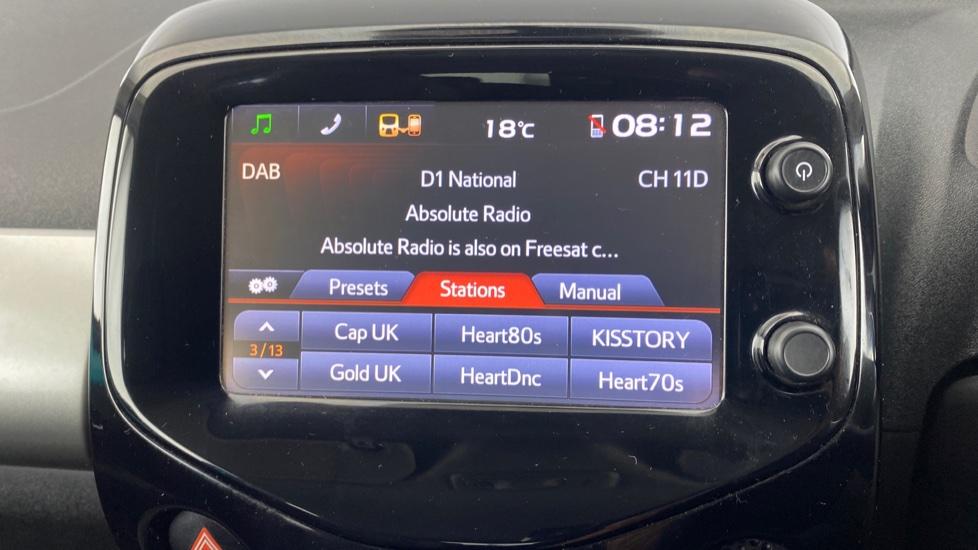 18°C 08:12
DAB D1 National CH 11D
Absolute Radio
Absolute Radio is also on Freesat c...
Presets Stations Manual
3/13
Cap UK Heart80s KISSTORY
Gold UK HeartDnc Heart70s